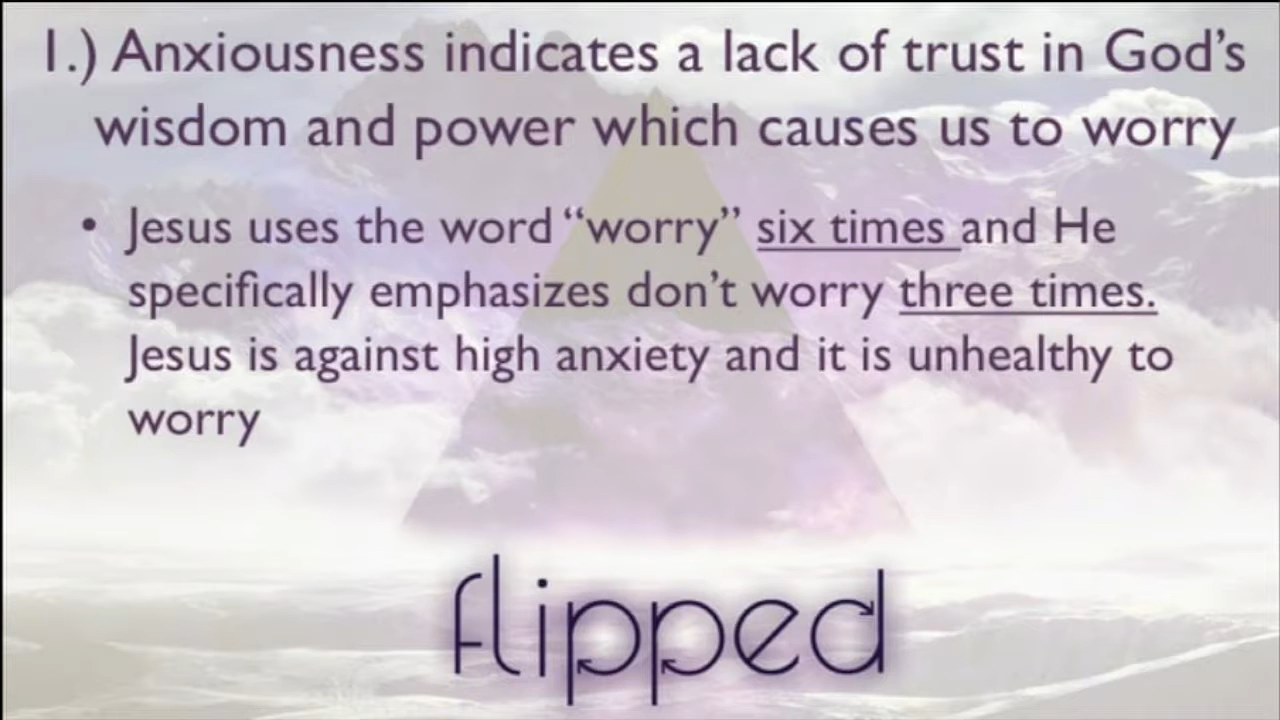 1.) Anxiousness indicates a lack of trust in God’s
wisdom and power which causes us to worry
• Jesus uses the word “worry” six times and He
specifically emphasizes don’t worry three times.
Jesus is against high anxiety and it is unhealthy to
worry
flipped